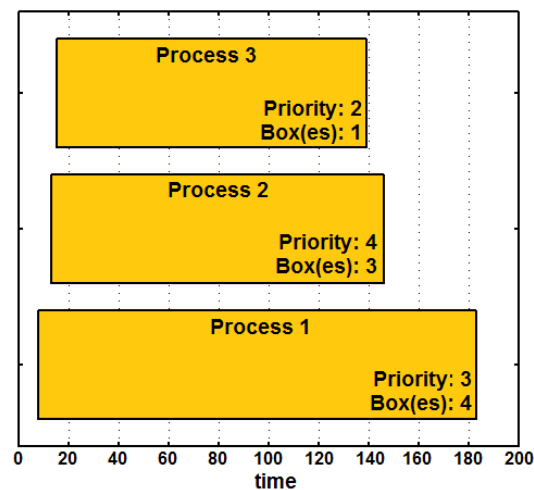 Process 3
Priority: 2
Box(es): 1
Process 2
Priority: 4
Box(es): 3
Process 1
Priority: 3
Box(es): 4
0 20 40 60 80 100 120 140 160 180 200
time